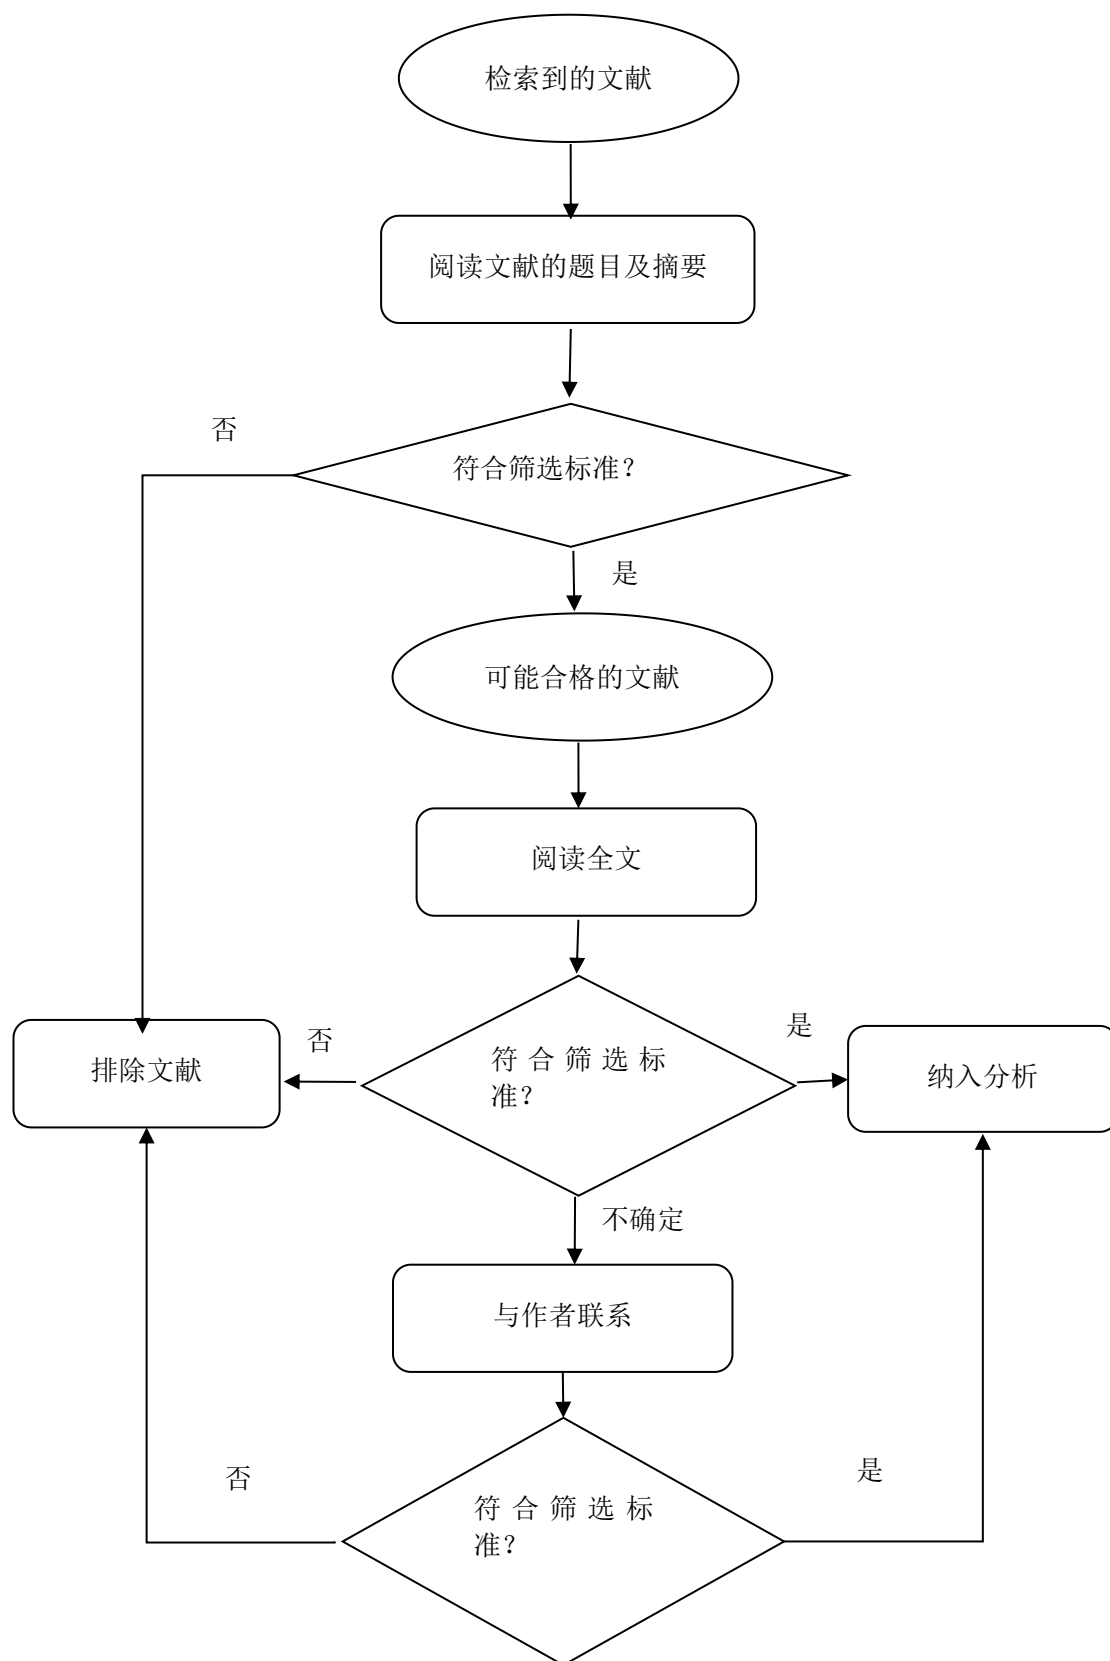 检索到的文献
阅读文献的题目及摘要
否
符合筛选标准？
是
可能合格的文献
阅读全文
否
是
排除文献
符合筛选标
准？
纳入分析
不确定
与作者联系
否
是
符合筛选标
准？